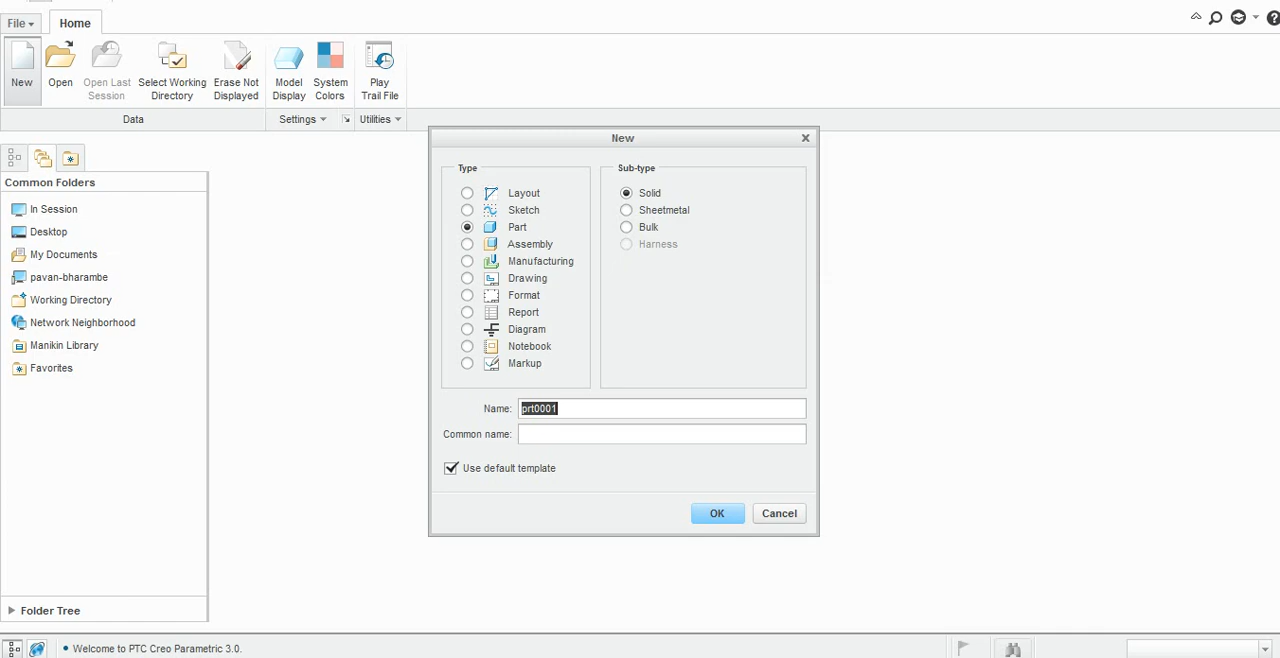 File
Home
New
Open
Open Last
Session
Select Working
Directory
Erase Not
Displayed
Model
Display
System
Colors
Play
Trail File
Data
Settings
Utilities
Common Folders
In Session
Desktop
My Documents
pavan-bharambe
Working Directory
Network Neighborhood
Manikin Library
Favorites
Folder Tree
New
Type
Layout
Sketch
Part
Assembly
Manufacturing
Drawing
Format
Report
Diagram
Notebook
Markup
Sub-type
Solid
Sheetmetal
Bulk
Harness
Name: prt0001
Common name:
Use default template
OK
Cancel
• Welcome to PTC Creo Parametric 3.0.